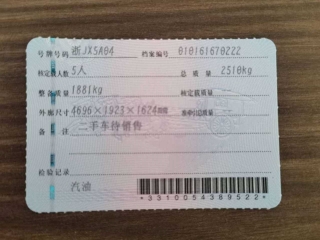 号牌号码 浙JX5A04 档案编号 010161670222
核定载人数 5人 总质量 2510kg
整备质量 1881kg 核定载质量
外廓尺寸 4696×1923×1624mm 准牵引总质量
备注 二手车待销售
检验记录
汽油
*3310054389522*